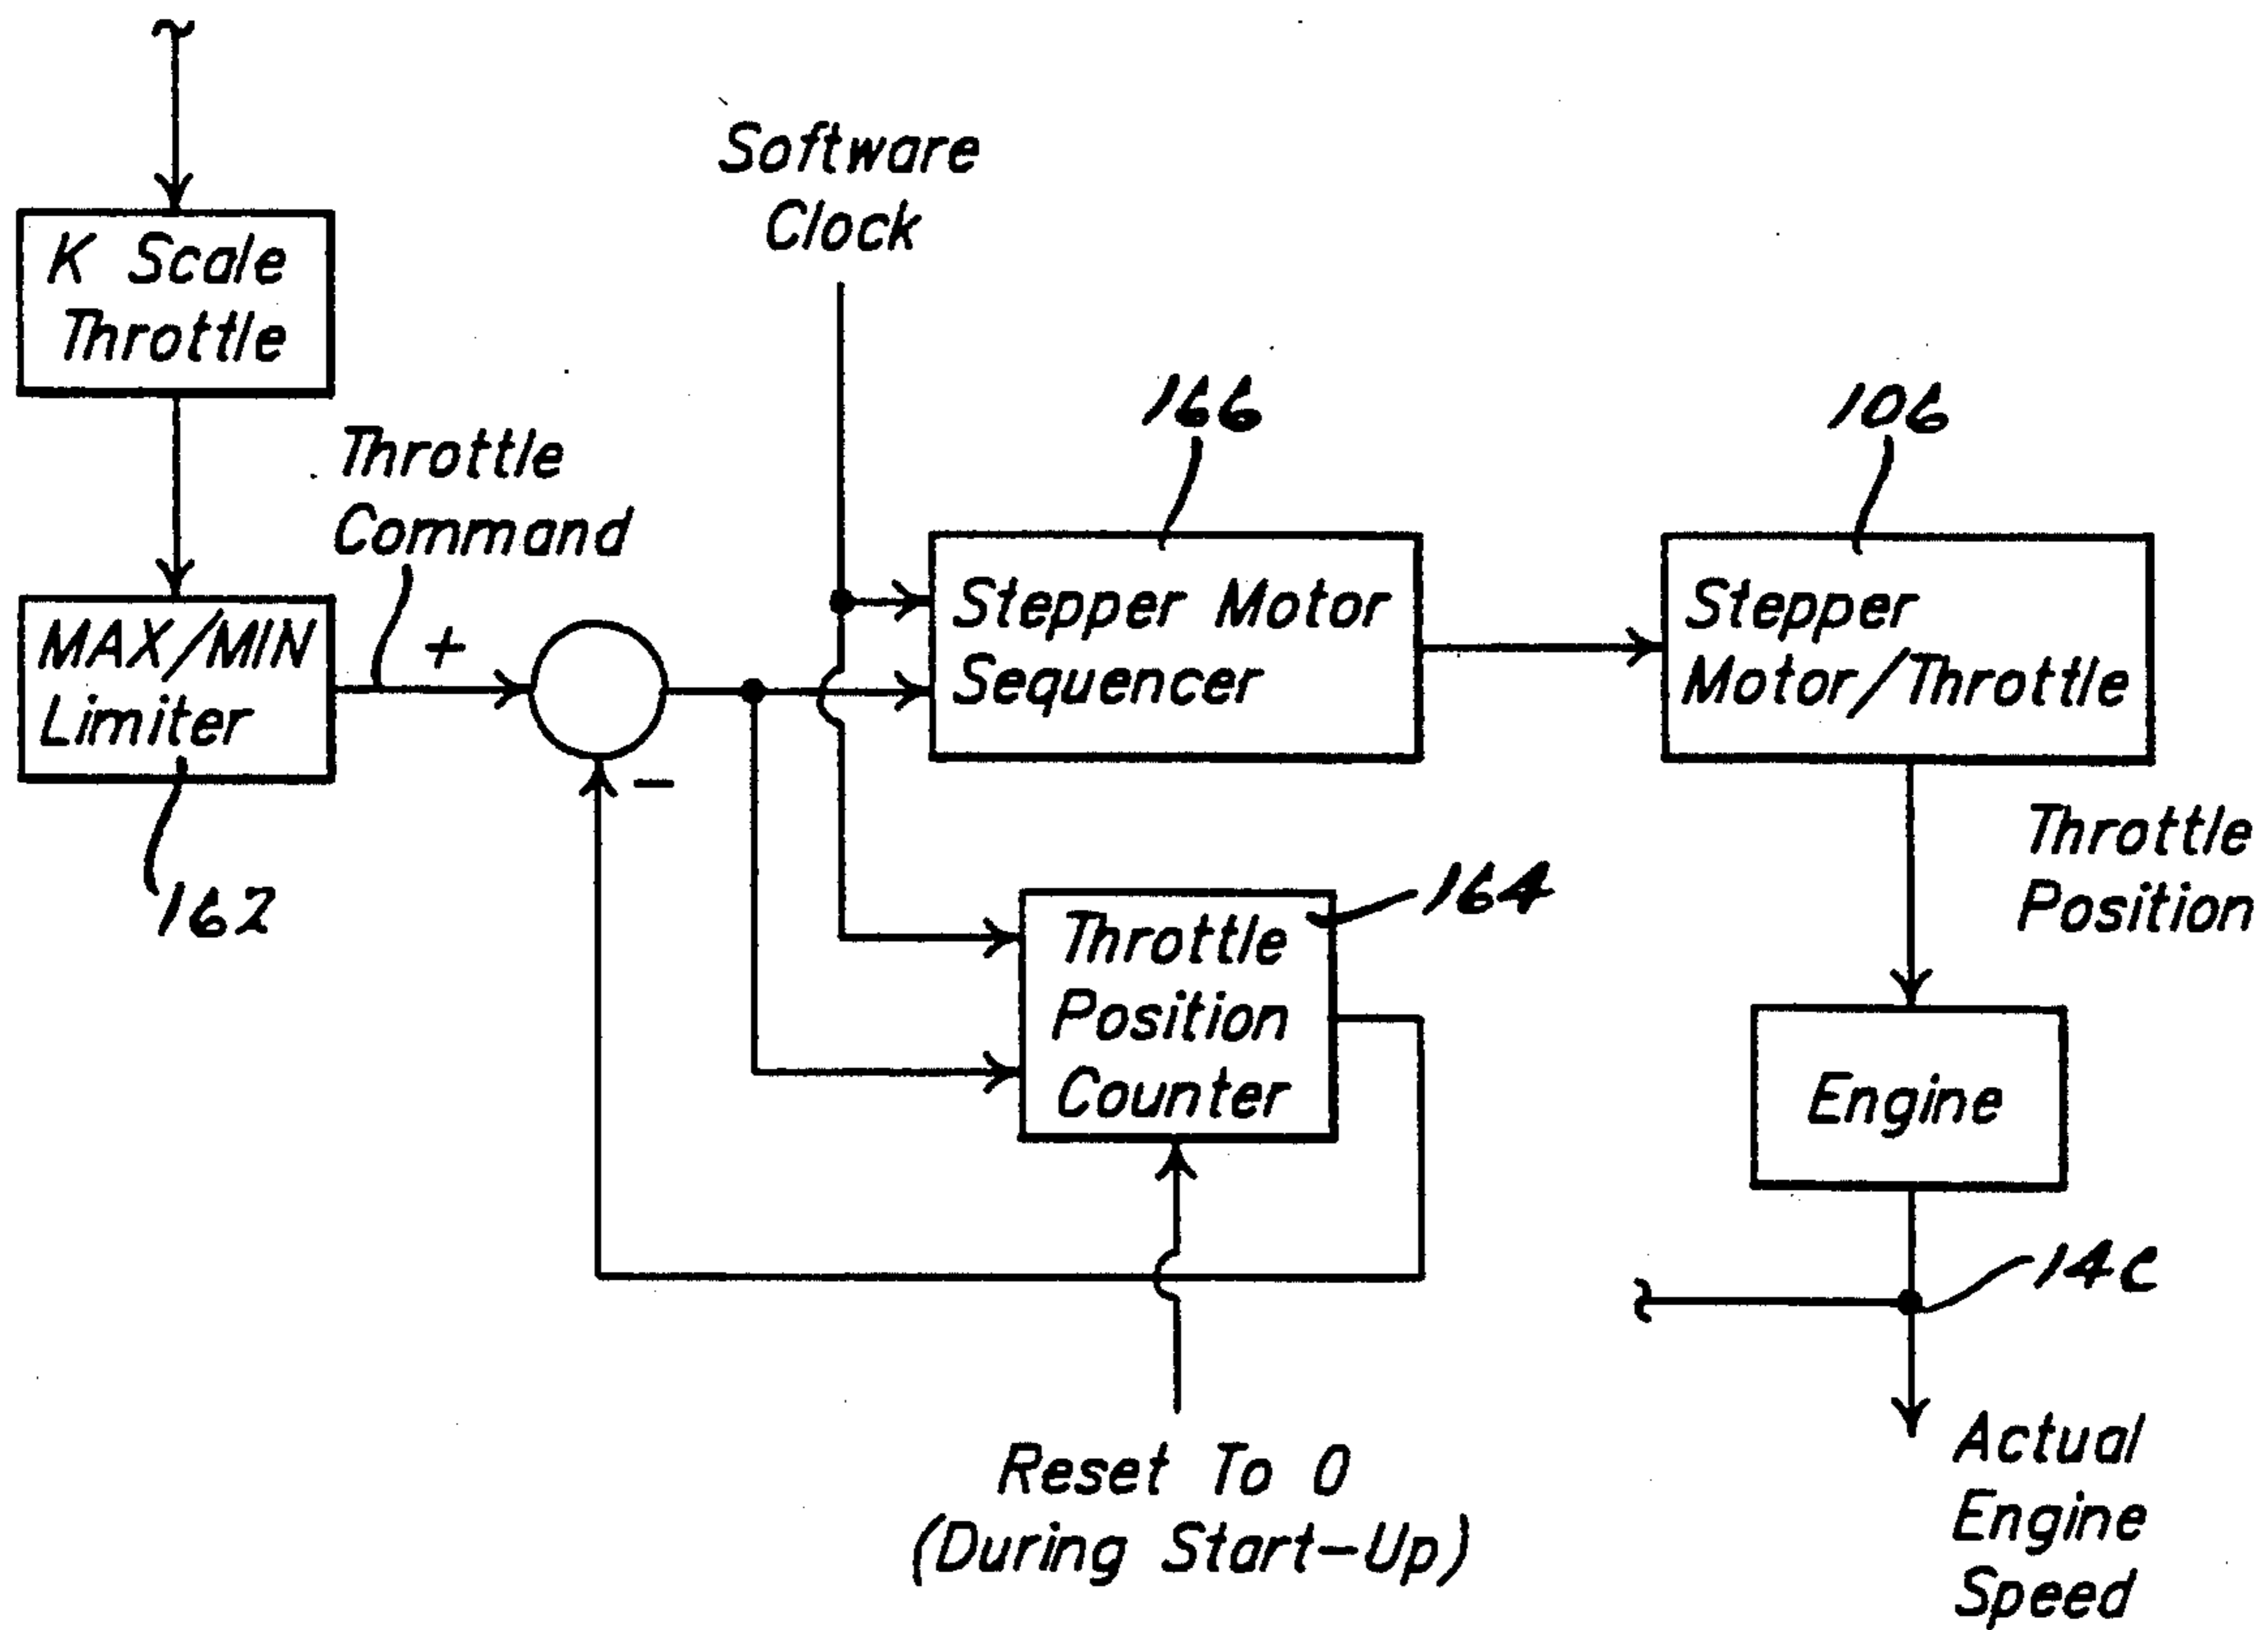 Software
Clock
K Scale
Throttle
Throttle
Command
166
106
+
MAX/MIN
Limiter
Stepper Motor
Sequencer
Stepper
Motor/Throttle
−
162
Throttle
Position
164
Throttle
Position
Counter
Engine
14c
Reset To 0
(During Start-Up)
Actual
Engine
Speed